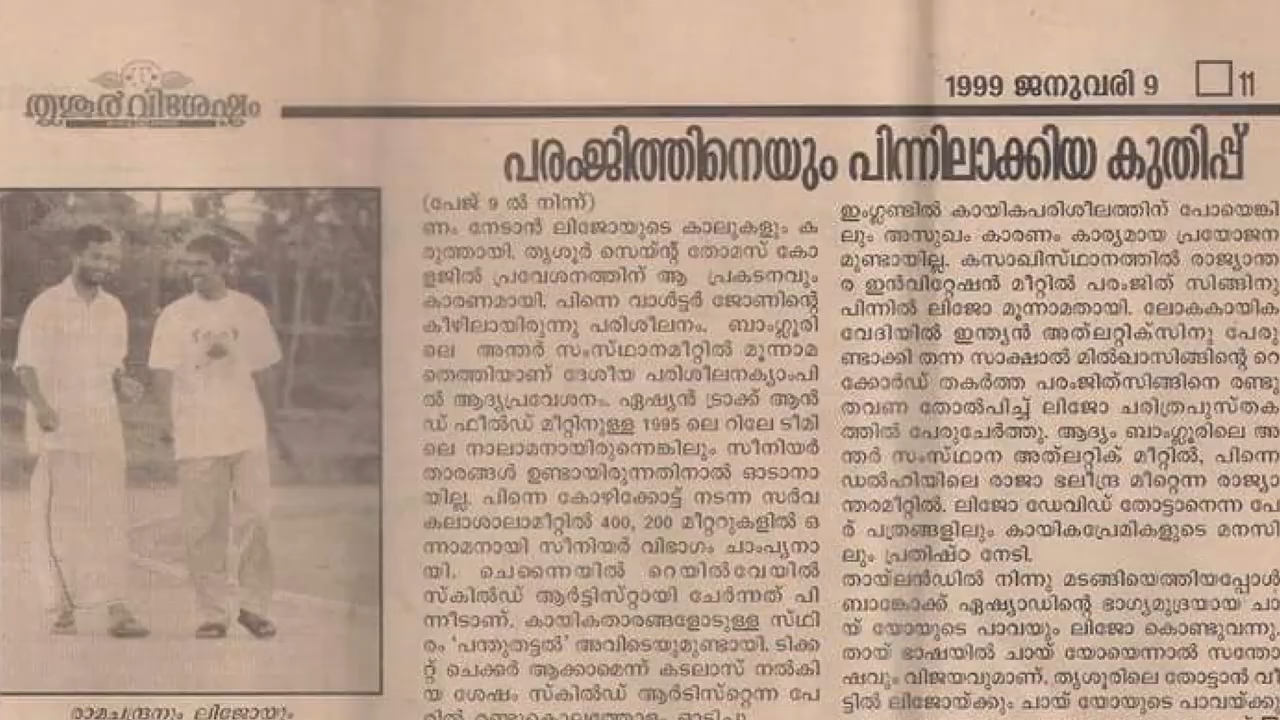 തൃശൂര് വിശേഷം
1999 ജനുവരി 9 11
പരംജിത്തിനെയും പിന്നിലാക്കിയ കുതിപ്പ്
(പേജ് 9 ൽ നിന്ന്)
ണം നേടാൻ ലിജോയുടെ കാലുകളും ക
രുത്തായി. തൃശൂർ സെയ്ന്റ് തോമസ് കോ
ളജിൽ പ്രവേശനത്തിന് ആ പ്രകടനവും
കാരണമായി. പിന്നെ വാൾട്ടർ ജോണിന്റെ
കീഴിലായിരുന്നു പരിശീലനം. ബാംഗ്ലൂരി
ലെ അന്തർ സംസ്ഥാനമീറ്റിൽ മൂന്നാമ
തെത്തിയാണ് ദേശീയ പരിശീലനക്യാംപി
ൽ ആദ്യപ്രവേശനം. ഏഷ്യൻ ട്രാക്ക് ആൻ
ഡ് ഫീൽഡ് മീറ്റിനുള്ള 1995 ലെ റിലേ ടീമി
ലെ നാലാമനായിരുന്നെങ്കിലും സീനിയർ
താരങ്ങൾ ഉണ്ടായിരുന്നതിനാൽ ഓടാനാ
യില്ല. പിന്നെ കോഴിക്കോട്ട് നടന്ന സർവ
കലാശാലാമീറ്റിൽ 400, 200 മീറ്ററുകളിൽ ഒ
ന്നാമനായി സീനിയർ വിഭാഗം ചാംപ്യനാ
യി. ചെന്നൈയിൽ റെയിൽവേയിൽ
സ്കിൽഡ് ആർട്ടിസ്റ്റായി ചേർന്നത് പി
ന്നീടാണ്. കായികതാരങ്ങളോടുള്ള സ്ഥി
രം 'പന്തുതട്ടൽ' അവിടെയുമുണ്ടായി. ടിക്ക
റ്റ് ചെക്കർ ആക്കാമെന്ന് കടലാസ് നൽകി
യ ശേഷം സ്കിൽഡ് ആർടിസ്റ്റെന്ന പേ
രിൽ രണ്ടുകൊല്ലത്തോളം ഓടിച്ചു.
ഇംഗ്ലണ്ടിൽ കായികപരിശീലത്തിന് പോയെങ്കി
ലും അസുഖം കാരണം കാര്യമായ പ്രയോജന
മുണ്ടായില്ല. കസാഖിസ്ഥാനത്തിൽ രാജ്യാന്ത
ര ഇൻവിറ്റേഷൻ മീറ്റിൽ പരംജിത് സിങ്ങിനു
പിന്നിൽ ലിജോ മൂന്നാമതായി. ലോകകായിക
വേദിയിൽ ഇന്ത്യൻ അത്‌ലറ്റിക്സിനു പേരു
ണ്ടാക്കി തന്ന സാക്ഷാൽ മിൽഖാസിങ്ങിന്റെ റെ
ക്കോർഡ് തകർത്ത പരംജിത്സിങ്ങിനെ രണ്ടു
തവണ തോൽപിച്ച് ലിജോ ചരിത്രപുസ്തക
ത്തിൽ പേരുചേർത്തു. ആദ്യം ബാംഗ്ലൂരിലെ അ
ന്തർ സംസ്ഥാന അത്‌ലറ്റിക് മീറ്റിൽ, പിന്നെ
ഡൽഹിയിലെ രാജാ ഭലീന്ദ്ര മീറ്റെന്ന രാജ്യാ
ന്തരമീറ്റിൽ. ലിജോ ഡേവിഡ് തോട്ടാനെന്ന പേ
ര് പത്രങ്ങളിലും കായികപ്രേമികളുടെ മനസി
ലും പ്രതിഷ്ഠ നേടി.
തായ്‌ലൻഡിൽ നിന്നു മടങ്ങിയെത്തിയപ്പോൾ
ബാങ്കോക്ക് ഏഷ്യാഡിന്റെ ഭാഗ്യമുദ്രയായ ചാ
യ് യോയുടെ പാവയും ലിജോ കൊണ്ടുവന്നു.
തായ് ഭാഷയിൽ ചായ് യോയെന്നാൽ സന്തോ
ഷവും വിജയവുമാണ്. തൃശൂരിലെ തോട്ടാൻ വീ
ട്ടിൽ ലിജോയ്ക്കും ചായ് യോയുടെ പാവയ്ക്കു
രാമചന്ദ്രനും ലിജോയും